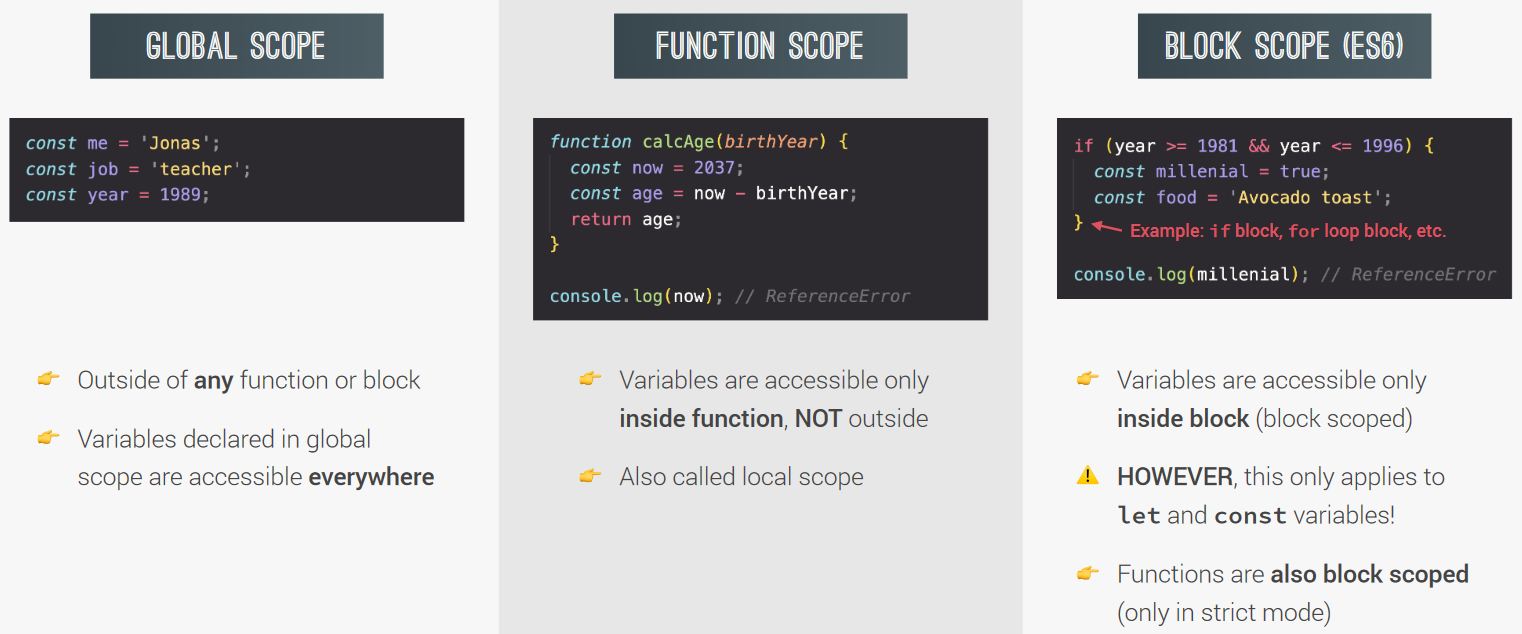 GLOBAL SCOPE
const me = 'Jonas';
const job = 'teacher';
const year = 1989;
Outside of any function or block
Variables declared in global
scope are accessible everywhere
FUNCTION SCOPE
function calcAge(birthYear) {
const now = 2037;
const age = now − birthYear;
return age;
}
console.log(now); // ReferenceError
Variables are accessible only
inside function, NOT outside
Also called local scope
BLOCK SCOPE (ES6)
if (year >= 1981 && year <= 1996) {
const millenial = true;
const food = 'Avocado toast';
}
Example: if block, for loop block, etc.
console.log(millenial); // ReferenceError
Variables are accessible only
inside block (block scoped)
HOWEVER, this only applies to
let and const variables!
Functions are also block scoped
(only in strict mode)